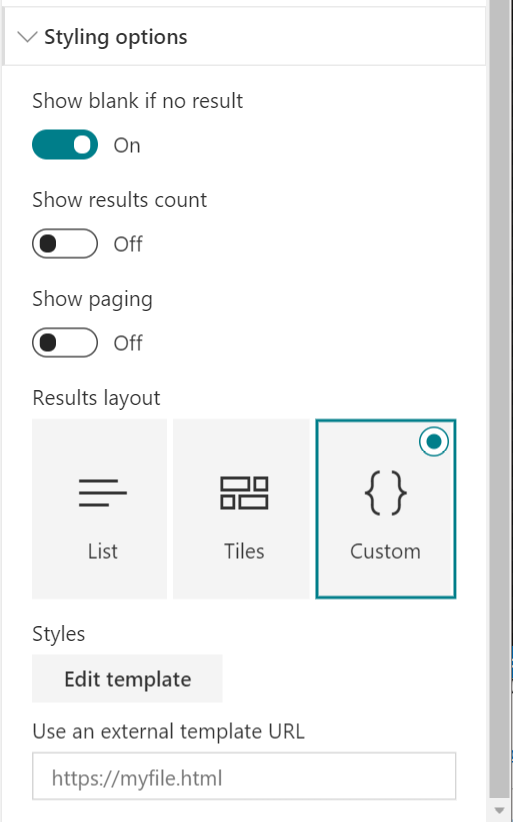 Styling options
Show blank if no result
On
Show results count
Off
Show paging
Off
Results layout
List
Tiles
{}
Custom
Styles
Edit template
Use an external template URL
https://myfile.html